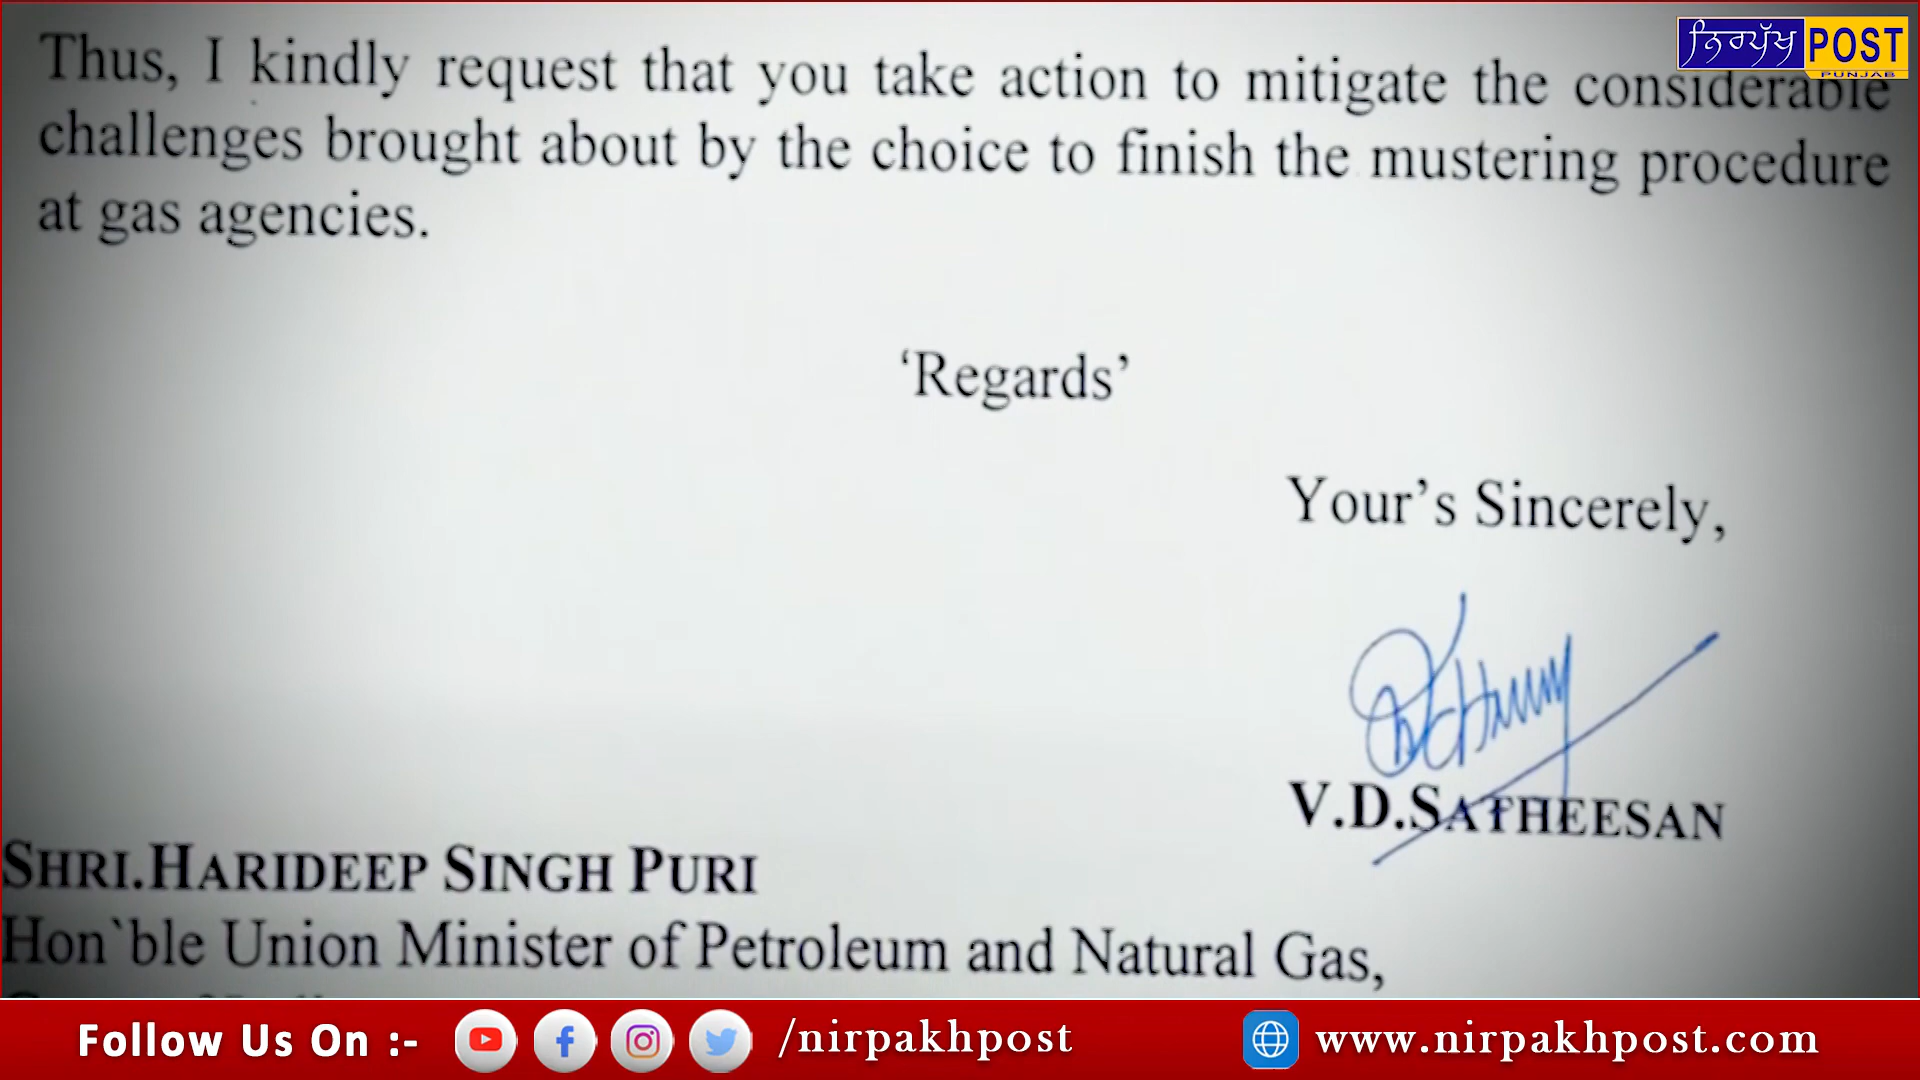 ਨਿਰਪੱਖ POST
PUNJAB
Thus, I kindly request that you take action to mitigate the considerable
challenges brought about by the choice to finish the mustering procedure
at gas agencies.
‘Regards’
Your’s Sincerely,
V.D.SATHEESAN
SHRI.HARIDEEP SINGH PURI
Hon`ble Union Minister of Petroleum and Natural Gas,
Follow Us On :- /nirpakhpost www.nirpakhpost.com